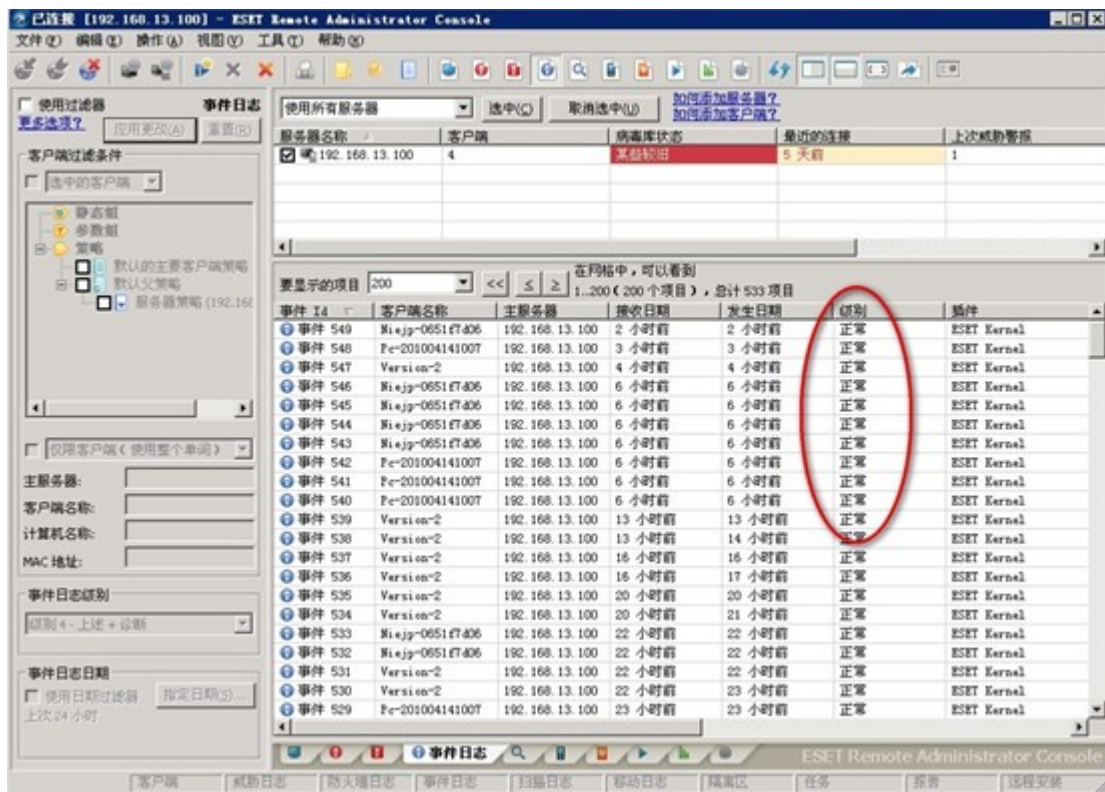 已连接 [192.168.13.100] - ESET Remote Administrator Console
文件(F) 编辑(E) 操作(A) 视图(V) 工具(T) 帮助(H)
使用过滤器 事件日志
更多选项? 应用更改(A) 重置(R)
客户端过滤条件
选中的客户端
静态组
参数组
策略
默认的主要客户端策略
默认父策略
服务器策略 (192.168
仅限客户端(使用整个单词)
主服务器:
客户端名称:
计算机名称:
MAC 地址:
事件日志级别
级别 4 - 上述 + 诊断
事件日志日期
使用日期过滤器 指定日期(S)...
上次 24 小时
使用所有服务器 选中(C) 取消选中(U) 如何添加服务器?
如何添加客户端?
服务器名称 客户端 病毒库状态 最近的连接 上次威胁警报
192.168.13.100 4 某些较旧 5 天前 1
要显示的项目 200 << ≤ ≥ 在网格中,可以看到
1..200(200 个项目),总计 533 项目
事件 Id 客户端名称 主服务器 接收日期 发生日期 级别 插件
事件 549 Niejp-0651f7d06 192.168.13.100 2 小时前 2 小时前 正常 ESET Kernel
事件 548 Pc-201004141007 192.168.13.100 3 小时前 3 小时前 正常 ESET Kernel
事件 547 Version-2 192.168.13.100 4 小时前 4 小时前 正常 ESET Kernel
事件 546 Niejp-0651f7d06 192.168.13.100 6 小时前 6 小时前 正常 ESET Kernel
事件 545 Niejp-0651f7d06 192.168.13.100 6 小时前 6 小时前 正常 ESET Kernel
事件 544 Niejp-0651f7d06 192.168.13.100 6 小时前 6 小时前 正常 ESET Kernel
事件 543 Niejp-0651f7d06 192.168.13.100 6 小时前 6 小时前 正常 ESET Kernel
事件 542 Pc-201004141007 192.168.13.100 6 小时前 6 小时前 正常 ESET Kernel
事件 541 Pc-201004141007 192.168.13.100 6 小时前 6 小时前 正常 ESET Kernel
事件 540 Pc-201004141007 192.168.13.100 6 小时前 6 小时前 正常 ESET Kernel
事件 539 Version-2 192.168.13.100 13 小时前 13 小时前 正常 ESET Kernel
事件 538 Version-2 192.168.13.100 13 小时前 14 小时前 正常 ESET Kernel
事件 537 Version-2 192.168.13.100 16 小时前 16 小时前 正常 ESET Kernel
事件 536 Version-2 192.168.13.100 16 小时前 17 小时前 正常 ESET Kernel
事件 535 Version-2 192.168.13.100 20 小时前 20 小时前 正常 ESET Kernel
事件 534 Version-2 192.168.13.100 20 小时前 21 小时前 正常 ESET Kernel
事件 533 Niejp-0651f7d06 192.168.13.100 22 小时前 22 小时前 正常 ESET Kernel
事件 532 Niejp-0651f7d06 192.168.13.100 22 小时前 22 小时前 正常 ESET Kernel
事件 531 Version-2 192.168.13.100 22 小时前 22 小时前 正常 ESET Kernel
事件 530 Version-2 192.168.13.100 22 小时前 23 小时前 正常 ESET Kernel
事件 529 Pc-201004141007 192.168.13.100 23 小时前 23 小时前 正常 ESET Kernel
事件日志 ESET Remote Administrator Console
客户端 威胁日志 防火墙日志 事件日志 扫描日志 移动日志 隔离区 任务 报告 远程安装